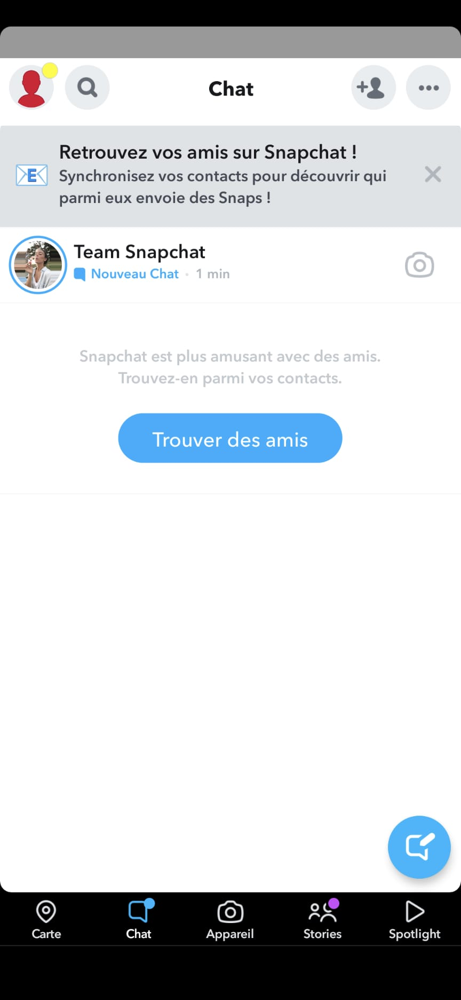 Chat
Retrouvez vos amis sur Snapchat !
E
Synchronisez vos contacts pour découvrir qui
parmi eux envoie des Snaps !
Team Snapchat
Nouveau Chat • 1 min
Snapchat est plus amusant avec des amis.
Trouvez-en parmi vos contacts.
Trouver des amis
Carte
Chat
Appareil
Stories
Spotlight